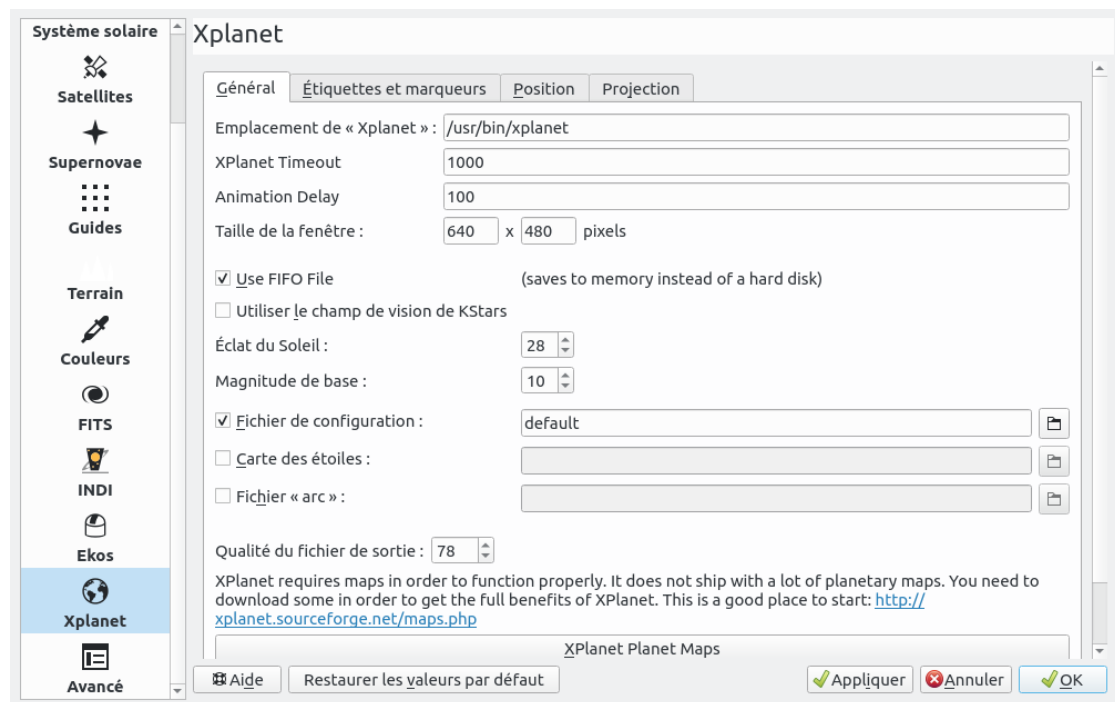 Système solaire
Satellites
Supernovae
Guides
Terrain
Couleurs
FITS
INDI
Ekos
Xplanet
Avancé
Xplanet
Général
Étiquettes et marqueurs
Position
Projection
Emplacement de « Xplanet » : /usr/bin/xplanet
XPlanet Timeout 1000
Animation Delay 100
Taille de la fenêtre : 640 x 480 pixels
Use FIFO File (saves to memory instead of a hard disk)
Utiliser le champ de vision de KStars
Éclat du Soleil : 28
Magnitude de base : 10
Fichier de configuration : default
Carte des étoiles :
Fichier « arc » :
Qualité du fichier de sortie : 78
XPlanet requires maps in order to function properly. It does not ship with a lot of planetary maps. You need to
download some in order to get the full benefits of XPlanet. This is a good place to start: http://
xplanet.sourceforge.net/maps.php
XPlanet Planet Maps
Aide
Restaurer les valeurs par défaut
Appliquer
Annuler
OK